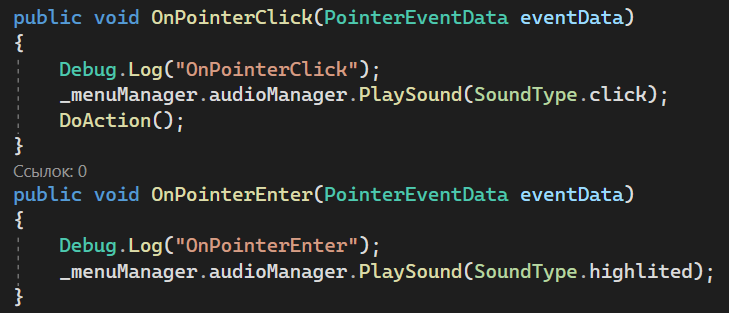 public void OnPointerClick(PointerEventData eventData)
{
Debug.Log("OnPointerClick");
_menuManager.audioManager.PlaySound(SoundType.click);
DoAction();
}
Ссылок: 0
public void OnPointerEnter(PointerEventData eventData)
{
Debug.Log("OnPointerEnter");
_menuManager.audioManager.PlaySound(SoundType.highlited);
}